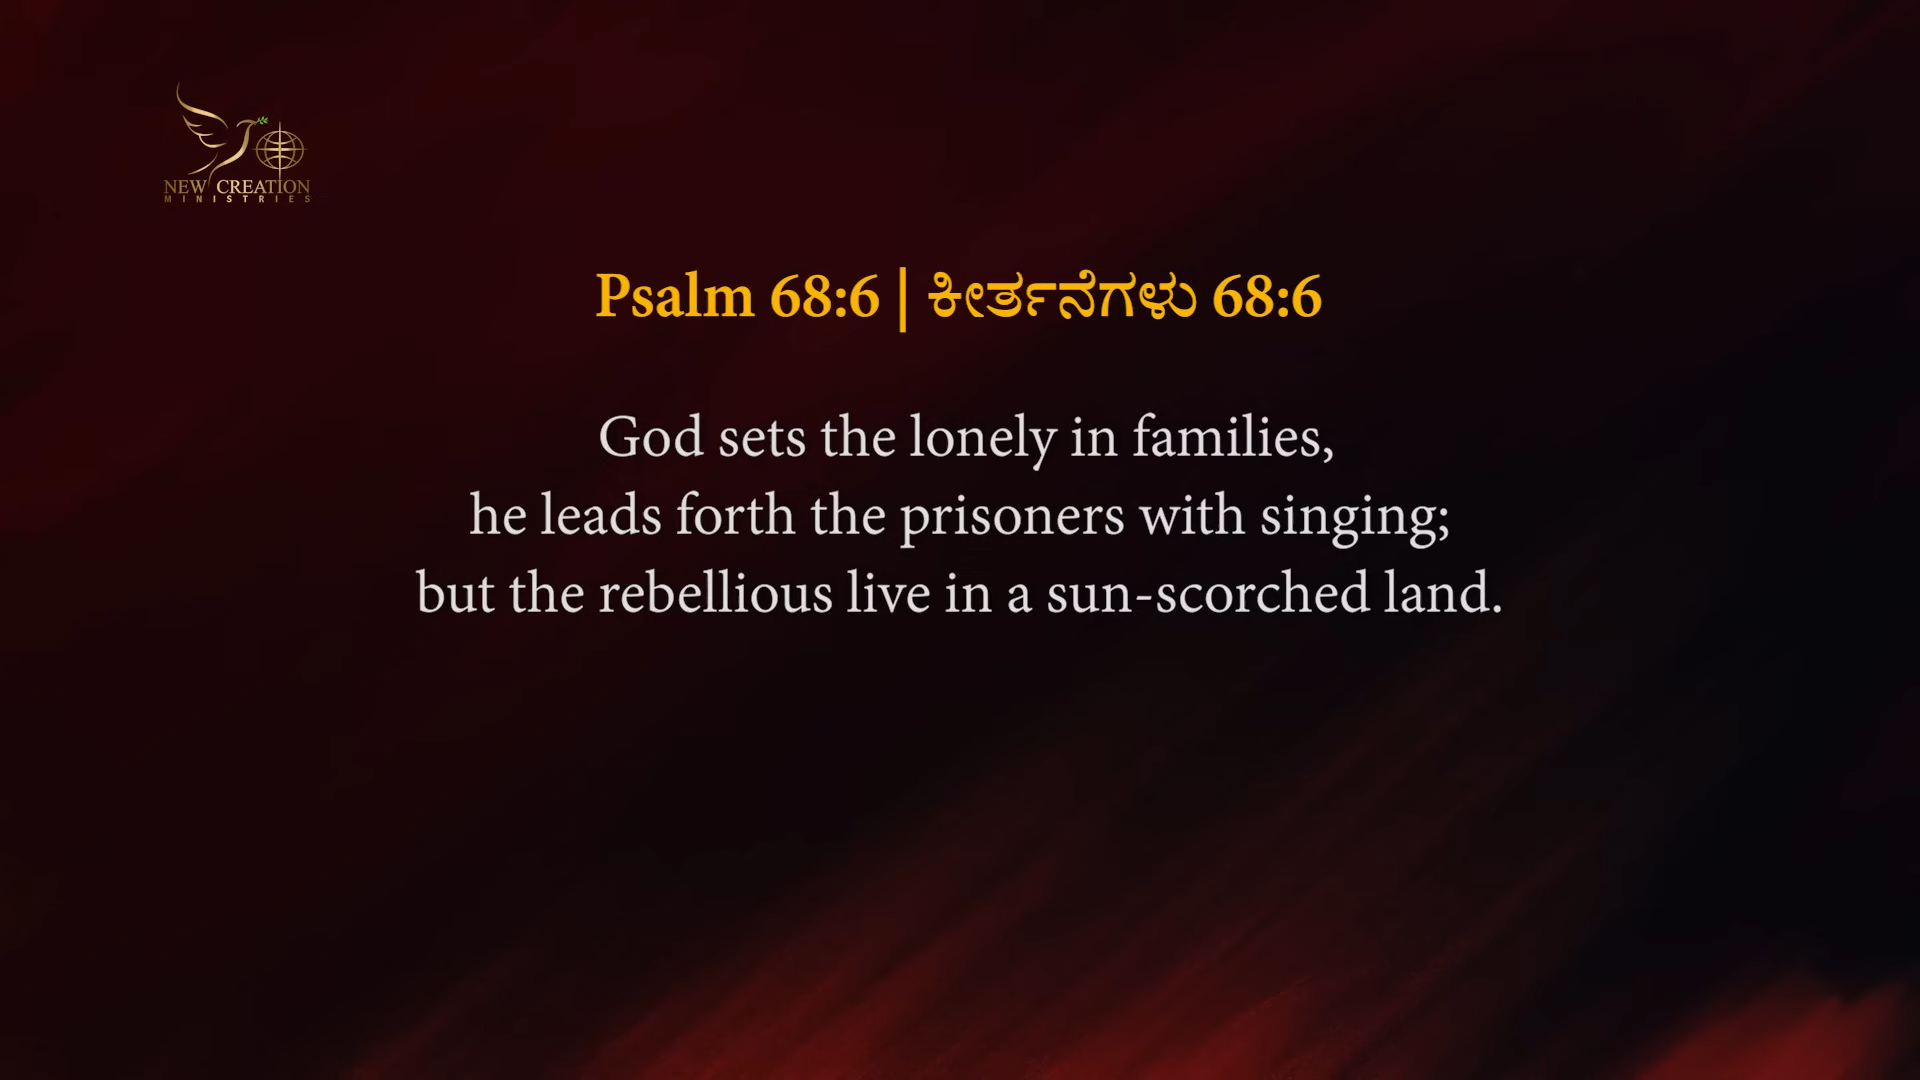 NEW CREATION
MINISTRIES
Psalm 68:6 | ಕೀರ್ತನೆಗಳು 68:6
God sets the lonely in families,
he leads forth the prisoners with singing;
but the rebellious live in a sun-scorched land.